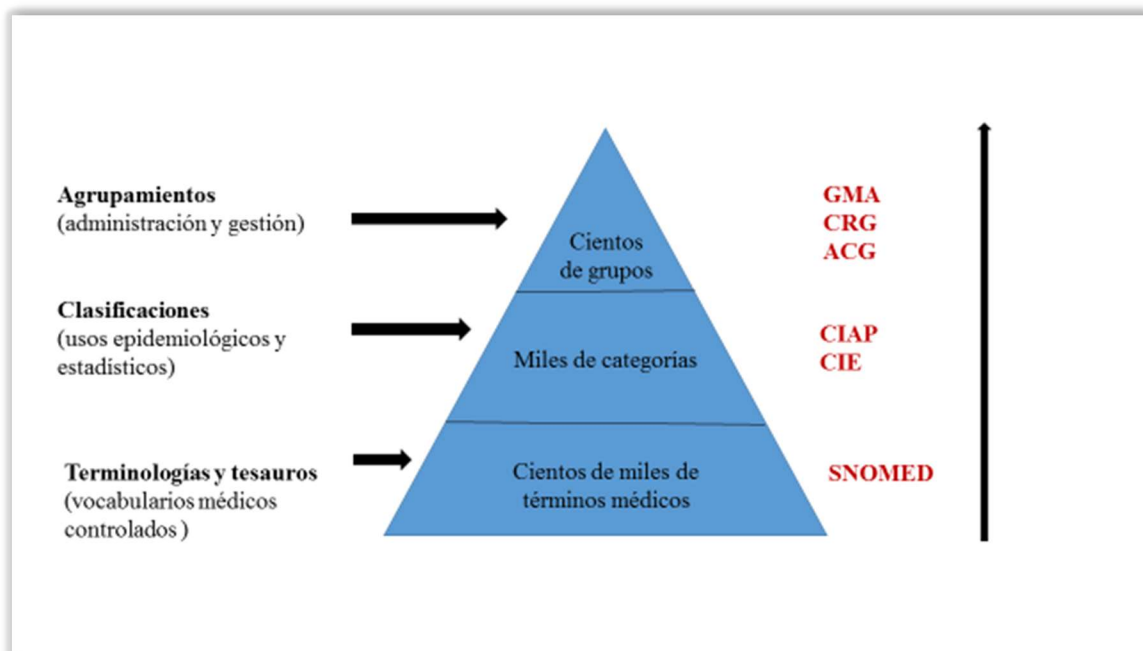 Agrupamientos
(administración y gestión)
Cientos
de grupos
GMA
CRG
ACG
Clasificaciones
(usos epidemiológicos y
estadísticos)
Miles de categorías
CIAP
CIE
Terminologías y tesauros
(vocabularios médicos
controlados )
Cientos de miles de
términos médicos
SNOMED